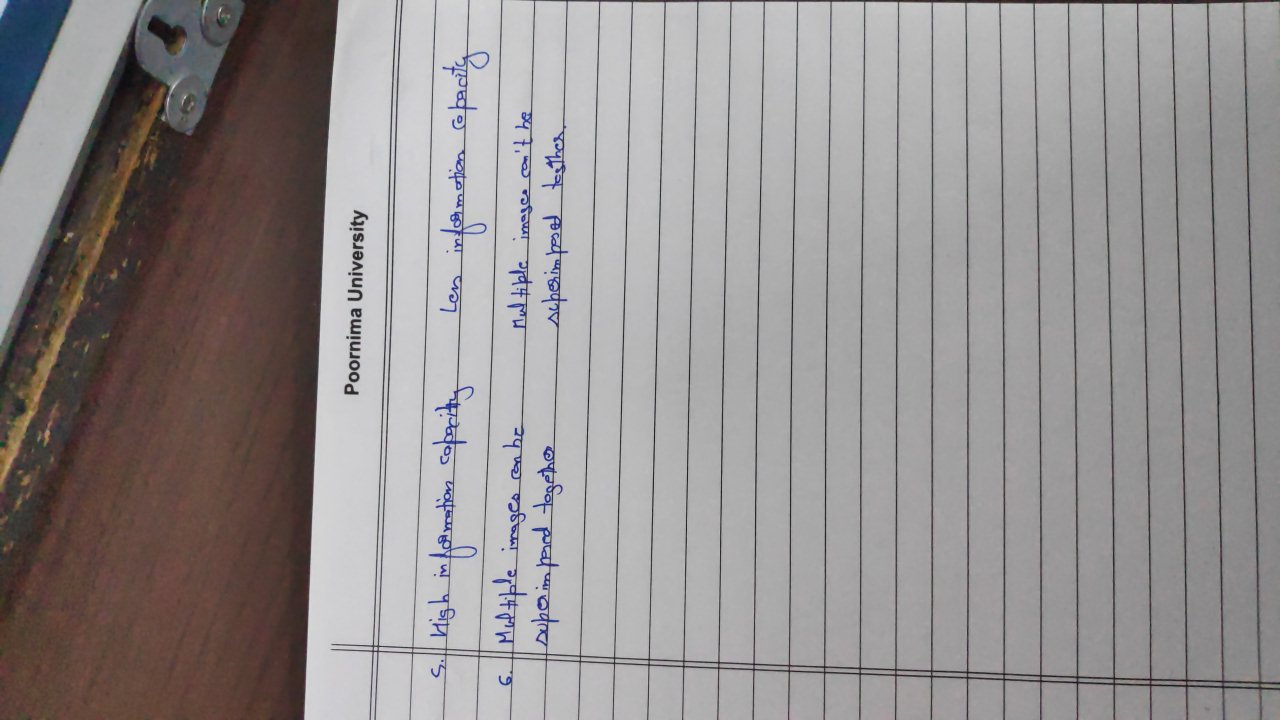 Poornima University
5. High information capacity Less information capacity
6. Multiple images can be Multiple images can't be
superimposed together superimposed together.